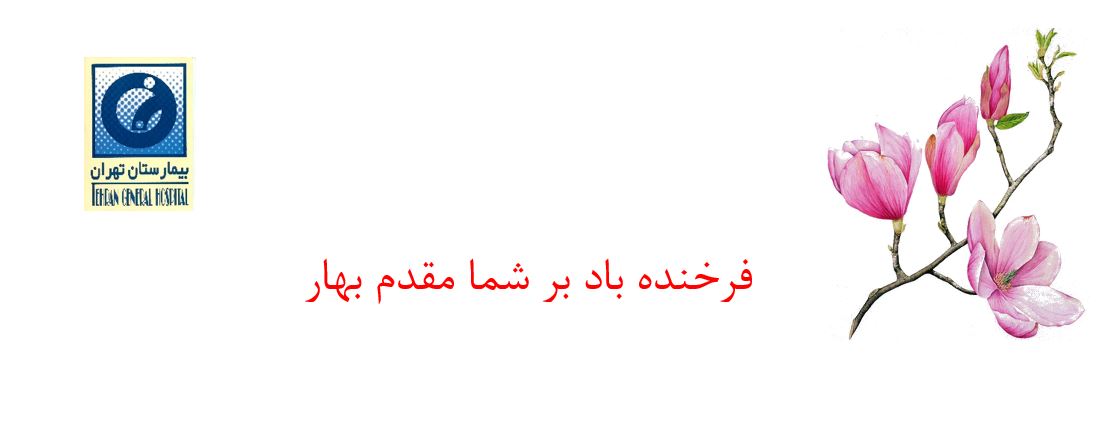 بیمارستان تهران
TEHRAN GENERAL HOSPITAL
فرخنده باد بر شما مقدم بهار